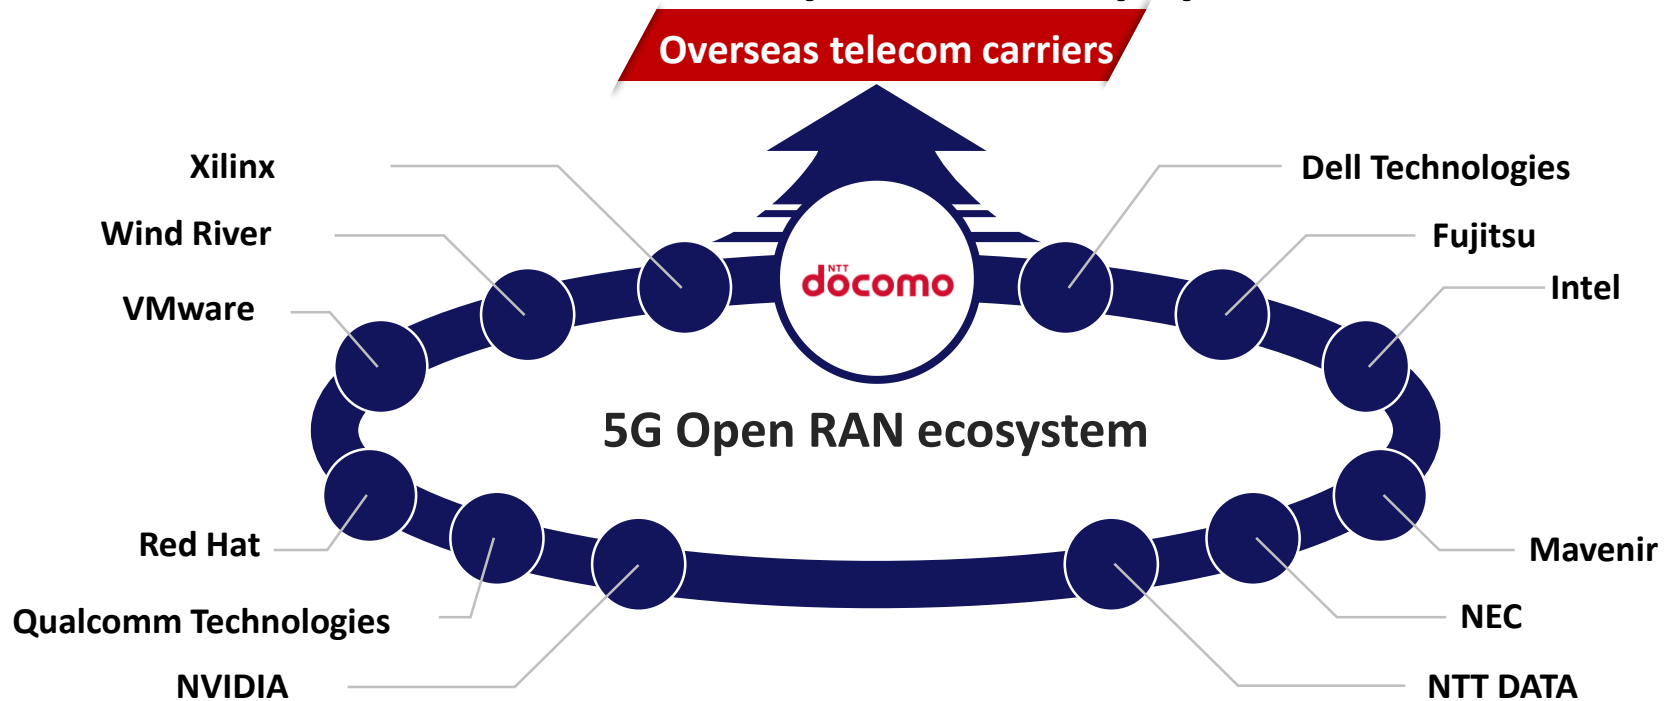 Overseas telecom carriers
Xilinx
Dell Technologies
Wind River
Fujitsu
NTT
döcomo
Intel
VMware
5G Open RAN ecosystem
Red Hat
Mavenir
Qualcomm Technologies
NEC
NVIDIA
NTT DATA